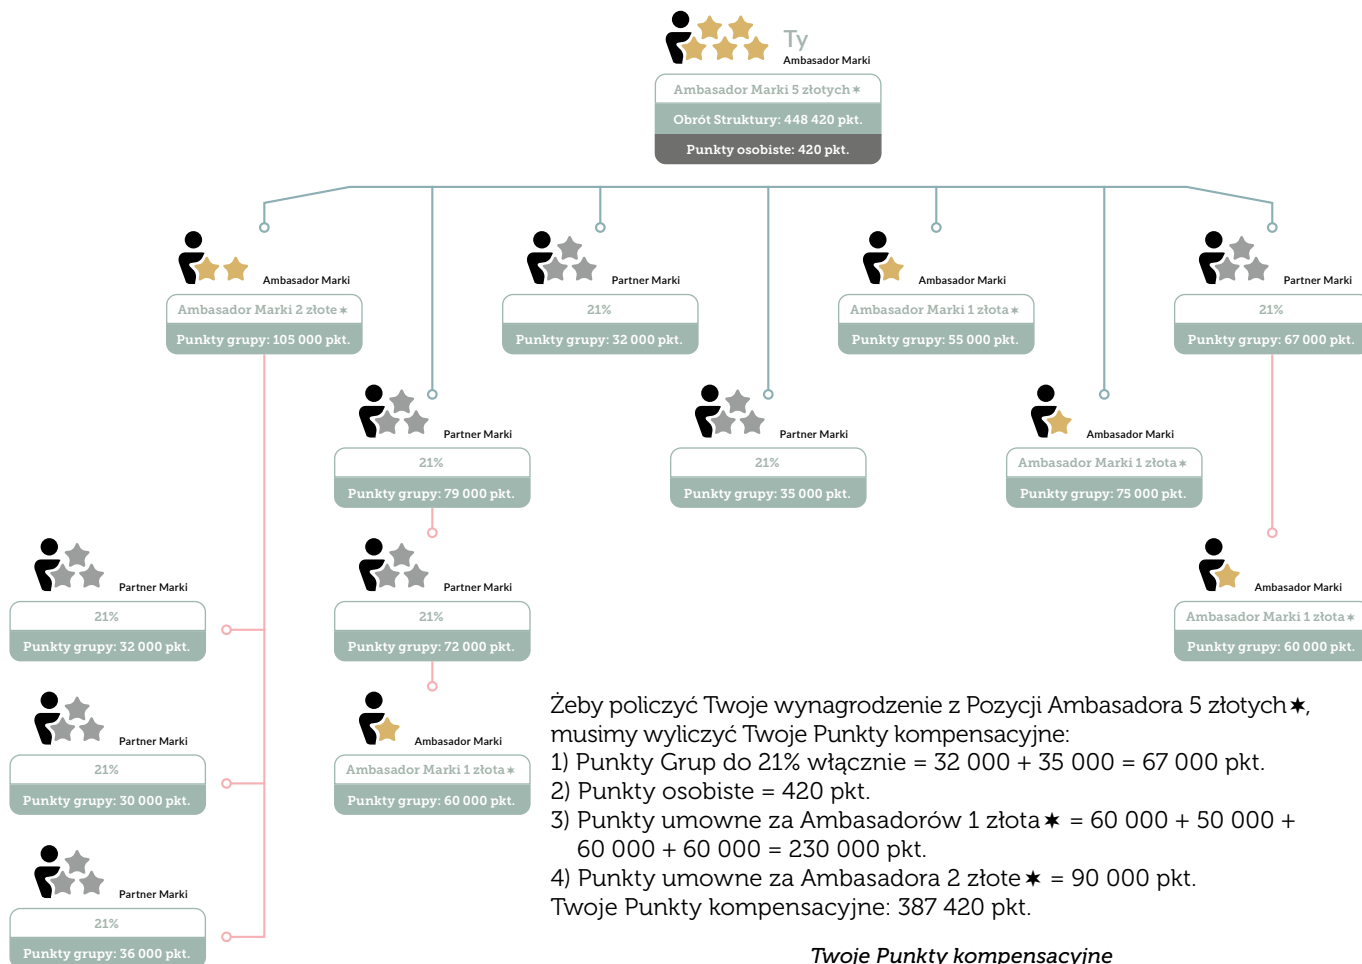 Ty
Ambasador Marki
Ambasador Marki 5 złotych✶
Obrót Struktury: 448 420 pkt.
Punkty osobiste: 420 pkt.
Ambasador Marki
Ambasador Marki 2 złote✶
Punkty grupy: 105 000 pkt.
Partner Marki
21%
Punkty grupy: 32 000 pkt.
Ambasador Marki
Ambasador Marki 1 złota✶
Punkty grupy: 55 000 pkt.
Partner Marki
21%
Punkty grupy: 67 000 pkt.
Partner Marki
21%
Punkty grupy: 79 000 pkt.
Partner Marki
21%
Punkty grupy: 35 000 pkt.
Ambasador Marki
Ambasador Marki 1 złota✶
Punkty grupy: 75 000 pkt.
Partner Marki
21%
Punkty grupy: 32 000 pkt.
Partner Marki
21%
Punkty grupy: 72 000 pkt.
Ambasador Marki
Ambasador Marki 1 złota✶
Punkty grupy: 60 000 pkt.
Partner Marki
21%
Punkty grupy: 30 000 pkt.
Ambasador Marki
Ambasador Marki 1 złota✶
Punkty grupy: 60 000 pkt.
Partner Marki
21%
Punkty grupy: 36 000 pkt.
Żeby policzyć Twoje wynagrodzenie z Pozycji Ambasadora 5 złotych✶,
musimy wyliczyć Twoje Punkty kompensacyjne:
1) Punkty Grup do 21% włącznie = 32 000 + 35 000 = 67 000 pkt.
2) Punkty osobiste = 420 pkt.
3) Punkty umowne za Ambasadorów 1 złota✶ = 60 000 + 50 000 +
60 000 + 60 000 = 230 000 pkt.
4) Punkty umowne za Ambasadora 2 złote✶ = 90 000 pkt.
Twoje Punkty kompensacyjne: 387 420 pkt.
Twoje Punkty kompensacyjne